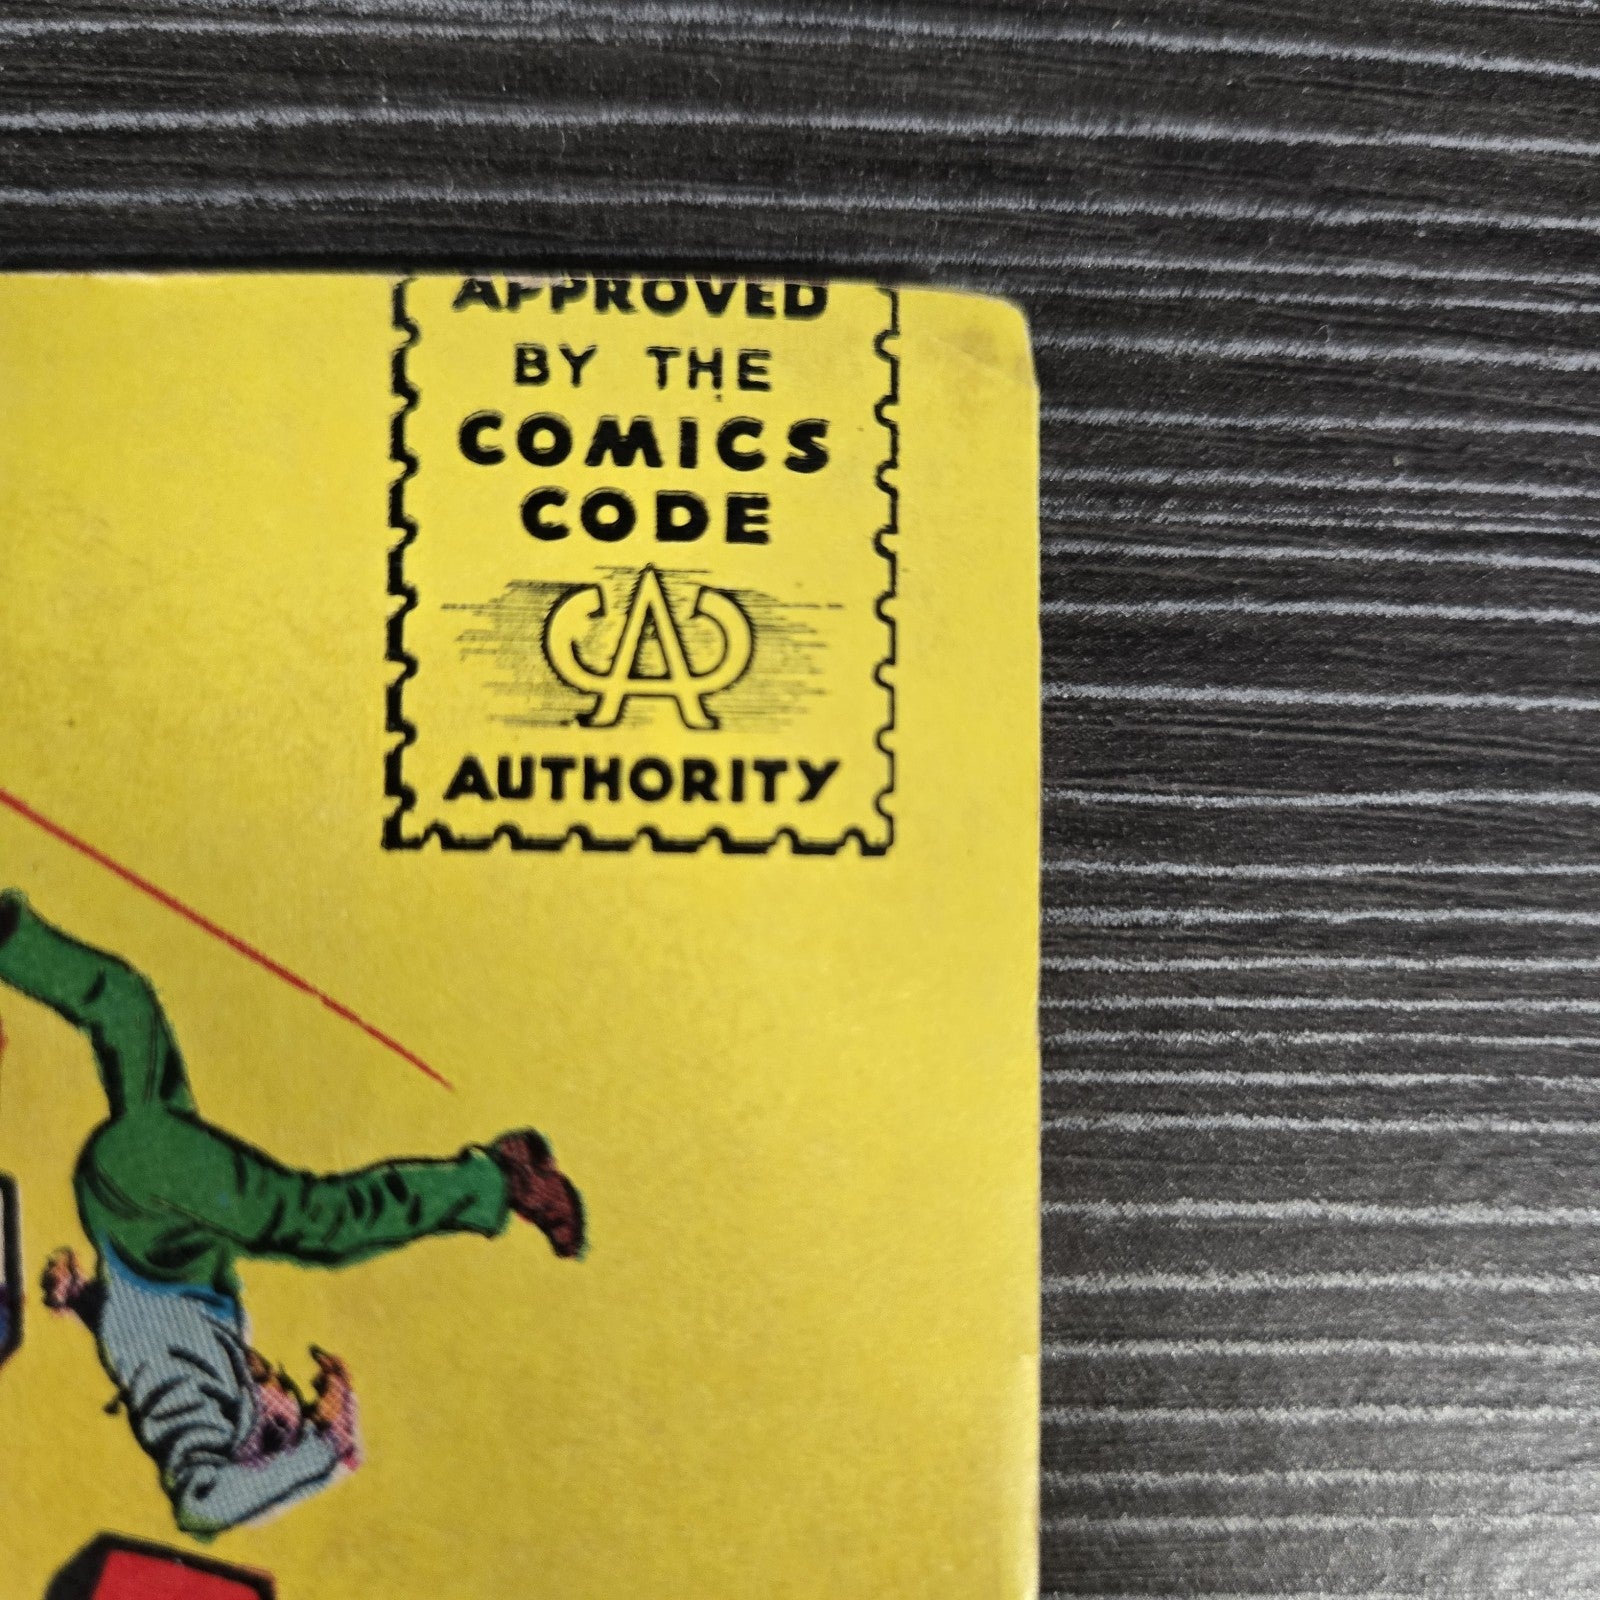 APPROVED
BY THE
COMICS
CODE
CA
AUTHORITY